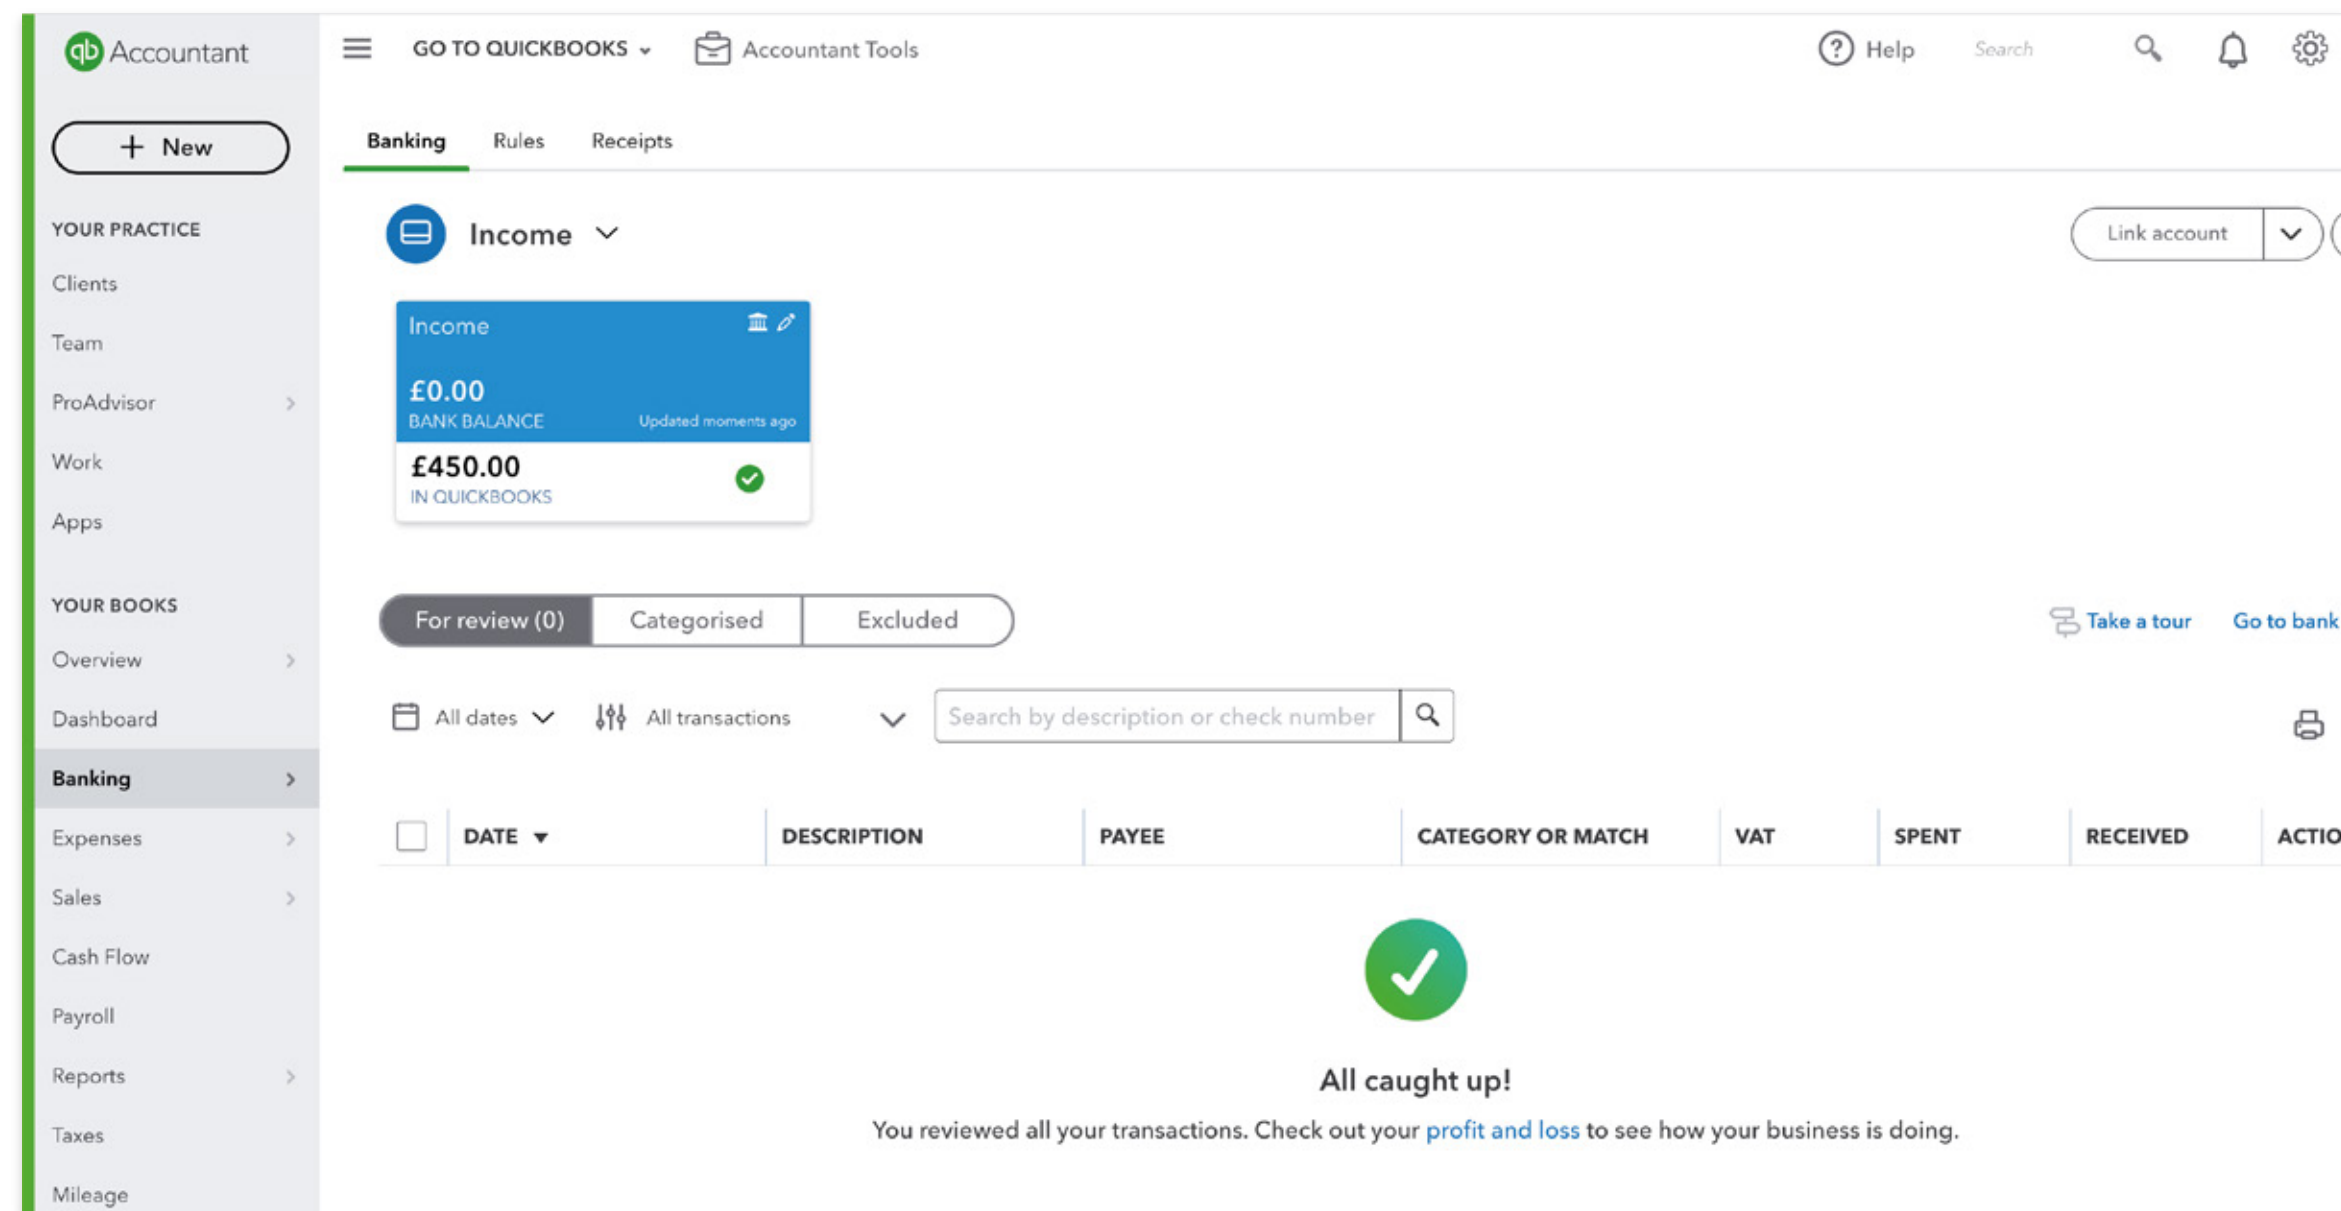 qb Accountant
GO TO QUICKBOOKS
Accountant Tools
Help
Search
+ New
Banking
Rules
Receipts
YOUR PRACTICE
Clients
Team
ProAdvisor
Work
Apps
YOUR BOOKS
Overview
Dashboard
Banking
Expenses
Sales
Cash Flow
Payroll
Reports
Taxes
Mileage
Income
Link account
Income
£0.00
BANK BALANCE
Updated moments ago
£450.00
IN QUICKBOOKS
For review (0)
Categorised
Excluded
Take a tour
Go to bank
All dates
All transactions
Search by description or check number
DATE
DESCRIPTION
PAYEE
CATEGORY OR MATCH
VAT
SPENT
RECEIVED
ACTIO
All caught up!
You reviewed all your transactions. Check out your profit and loss to see how your business is doing.